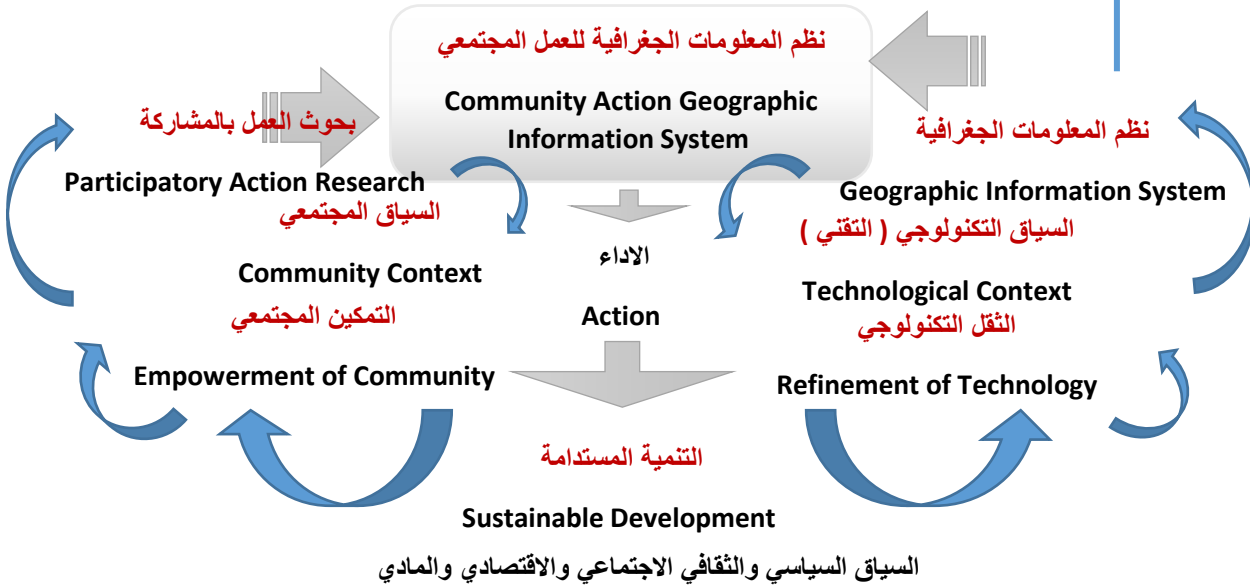 نظم المعلومات الجغرافية للعمل المجتمعي
Community Action Geographic
Information System
بحوث العمل بالمشاركة
Participatory Action Research
السياق المجتمعي
Community Context
التمكين المجتمعي
Empowerment of Community
نظم المعلومات الجغرافية
Geographic Information System
السياق التكنولوجي ( التقني )
Technological Context
الثقل التكنولوجي
Refinement of Technology
الاداء
Action
التنمية المستدامة
Sustainable Development
السياق السياسي والثقافي الاجتماعي والاقتصادي والمادي